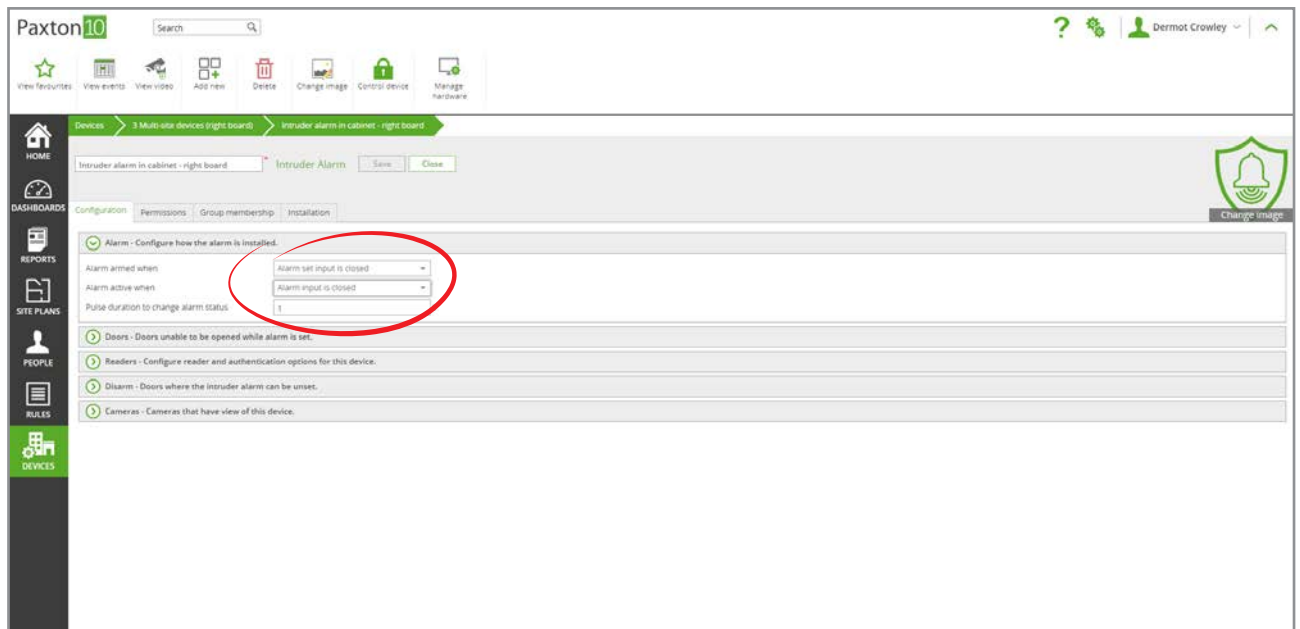 Paxton10
Search
Dermot Crowley
View favourites
View events
View video
Add new
Delete
Change image
Control device
Manage
hardware
Devices
3 Multi-site devices (right board)
Intruder alarm in cabinet - right board
HOME
DASHBOARDS
REPORTS
SITE PLANS
PEOPLE
RULES
DEVICES
Intruder alarm in cabinet - right board * Intruder Alarm Save Close
Change image
Configuration Permissions Group membership Installation
Alarm - Configure how the alarm is installed.
Alarm armed when Alarm set input is closed
Alarm active when Alarm input is closed
Pulse duration to change alarm status 1
Doors - Doors unable to be opened while alarm is set.
Readers - Configure reader and authentication options for this device.
Disarm - Doors where the intruder alarm can be unset.
Cameras - Cameras that have view of this device.